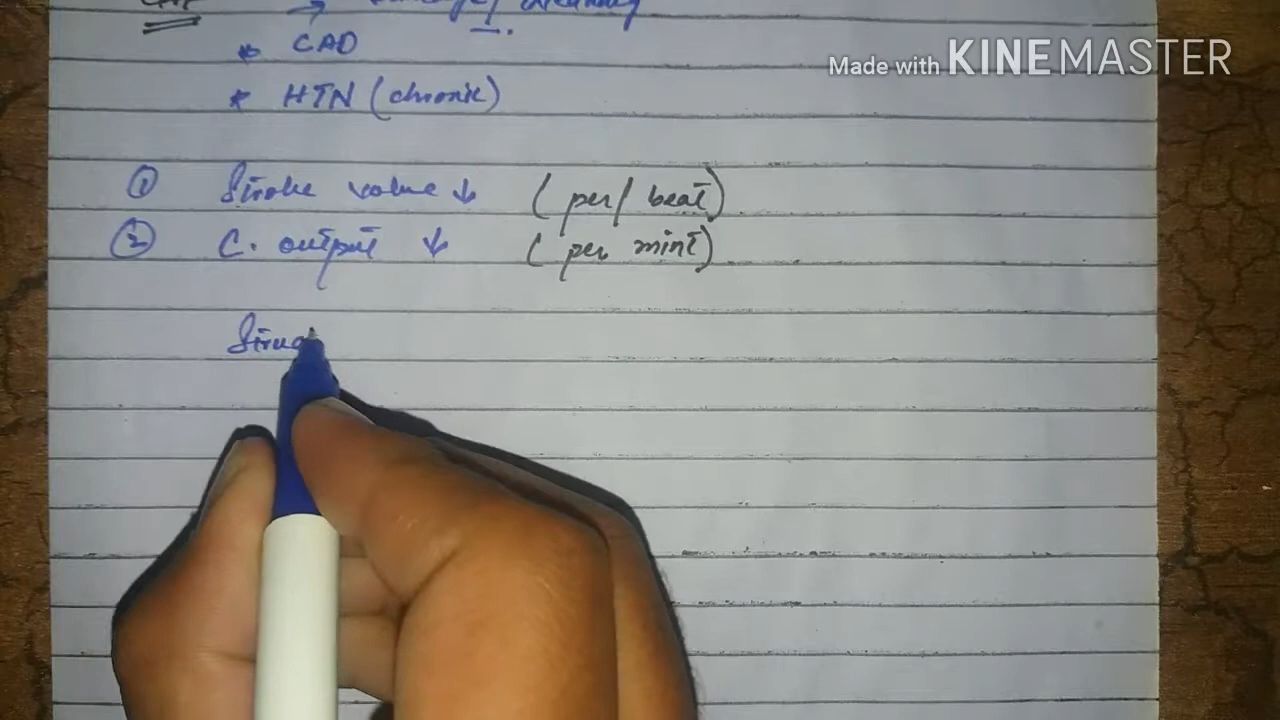 Made with KINEMASTER
* CAD
* HTN (chronic)
① Stroke volume ↓ (per/ beat)
② C. output ↓ (per mint)